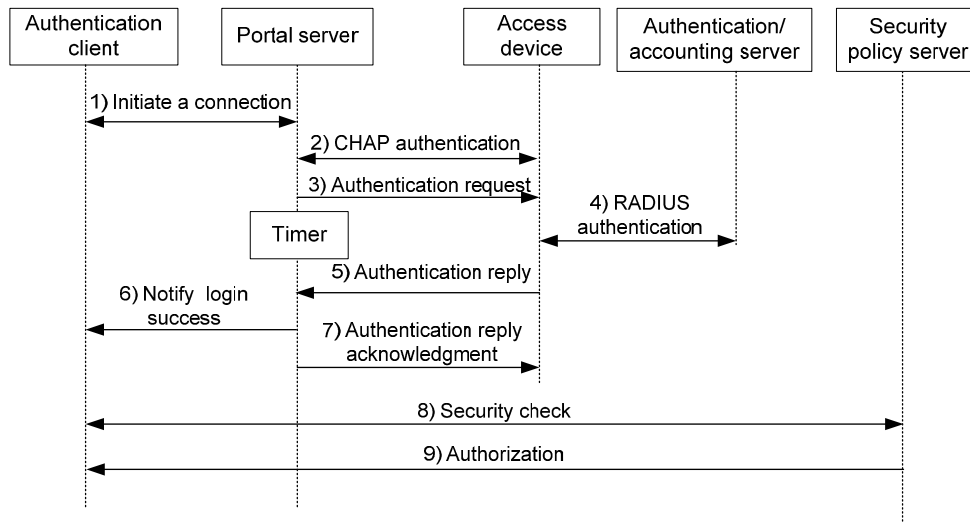 Authentication
client
Portal server
Access
device
Authentication/
accounting server
Security
policy server
1) Initiate a connection
2) CHAP authentication
3) Authentication request
4) RADIUS
authentication
Timer
5) Authentication reply
6) Notify login
success
7) Authentication reply
acknowledgment
8) Security check
9) Authorization